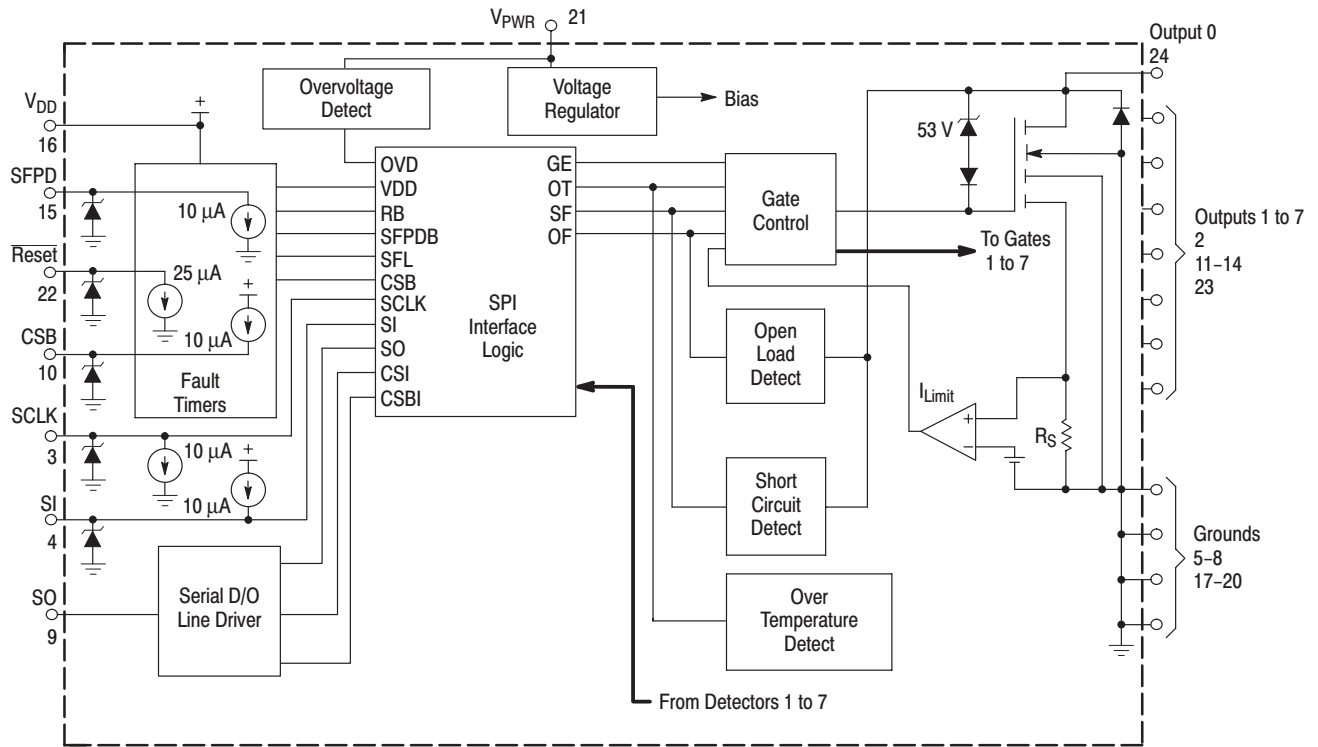 VPWR 21
Output 0
24
VDD
16
SFPD
15
Reset
22
CSB
10
SCLK
3
SI
4
SO
9
+
10 μA
25 μA
+
10 μA
Fault
Timers
10 μA
+
10 μA
Serial D/O
Line Driver
Overvoltage
Detect
Voltage
Regulator
Bias
OVD
VDD
RB
SFPDB
SFL
CSB
SCLK
SI
SO
CSI
CSBI
SPI
Interface
Logic
GE
OT
SF
OF
Gate
Control
To Gates
1 to 7
53 V
Open
Load
Detect
ILimit
+
−
RS
Short
Circuit
Detect
Over
Temperature
Detect
From Detectors 1 to 7
Outputs 1 to 7
2
11−14
23
Grounds
5−8
17−20